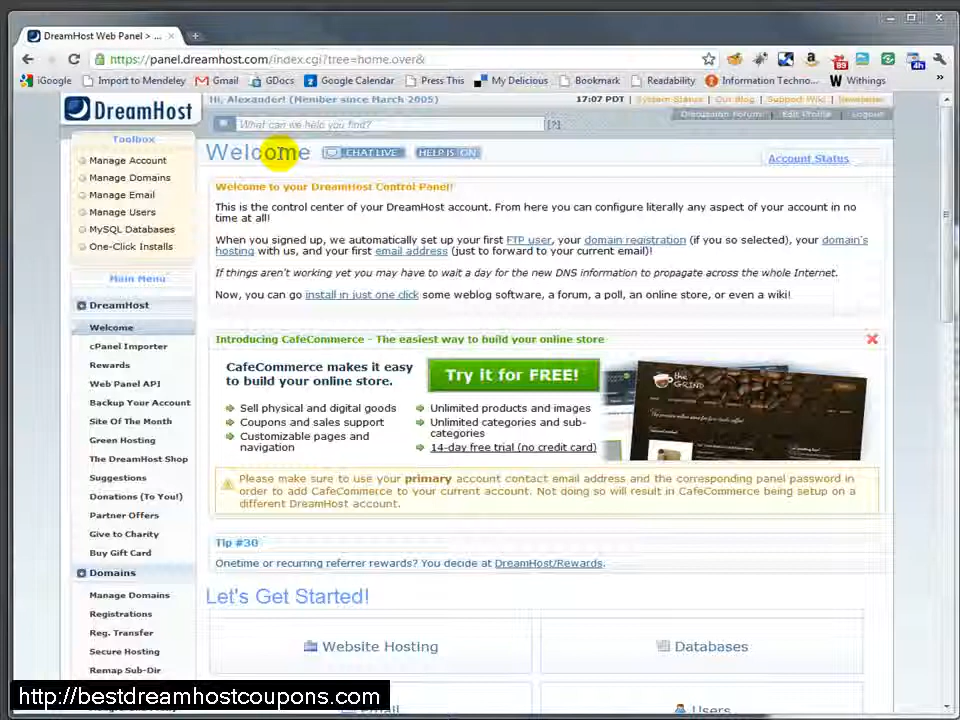 DreamHost Web Panel > ...
https://panel.dreamhost.com/index.cgi?tree=home.over&
iGoogle Import to Mendeley Gmail GDocs Google Calendar Press This My Delicious Bookmark Readability Information Techno... Withings
DreamHost
Hi, Alexander! (Member since March 2005)
17:07 PDT | System Status | Our Blog | Support Wiki | Newsletter
Discussion Forum Edit Profile Logout
What can we help you find?
[?]
Toolbox
Manage Account
Manage Domains
Manage Email
Manage Users
MySQL Databases
One-Click Installs
Main Menu
DreamHost
Welcome
cPanel Importer
Rewards
Web Panel API
Backup Your Account
Site Of The Month
Green Hosting
The DreamHost Shop
Suggestions
Donations (To You!)
Partner Offers
Give to Charity
Buy Gift Card
Domains
Manage Domains
Registrations
Reg. Transfer
Secure Hosting
Remap Sub-Dir
Welcome CHAT LIVE HELP IS ON
Account Status
Welcome to your DreamHost Control Panel!
This is the control center of your DreamHost account. From here you can configure literally any aspect of your account in no
time at all!
When you signed up, we automatically set up your first FTP user, your domain registration (if you so selected), your domain's
hosting with us, and your first email address (just to forward to your current email)!
If things aren't working yet you may have to wait a day for the new DNS information to propagate across the whole Internet.
Now, you can go install in just one click some weblog software, a forum, a poll, an online store, or even a wiki!
Introducing CafeCommerce - The easiest way to build your online store
CafeCommerce makes it easy
to build your online store.
Try it for FREE!
Sell physical and digital goods
Coupons and sales support
Customizable pages and
navigation
Unlimited products and images
Unlimited categories and sub-
categories
14-day free trial (no credit card)
the GRIND
Please make sure to use your primary account contact email address and the corresponding panel password in
order to add CafeCommerce to your current account. Not doing so will result in CafeCommerce being setup on a
different DreamHost account.
Tip #30
Onetime or recurring referrer rewards? You decide at DreamHost/Rewards.
Let's Get Started!
Website Hosting
Databases
Email
Users
http://bestdreamhostcoupons.com